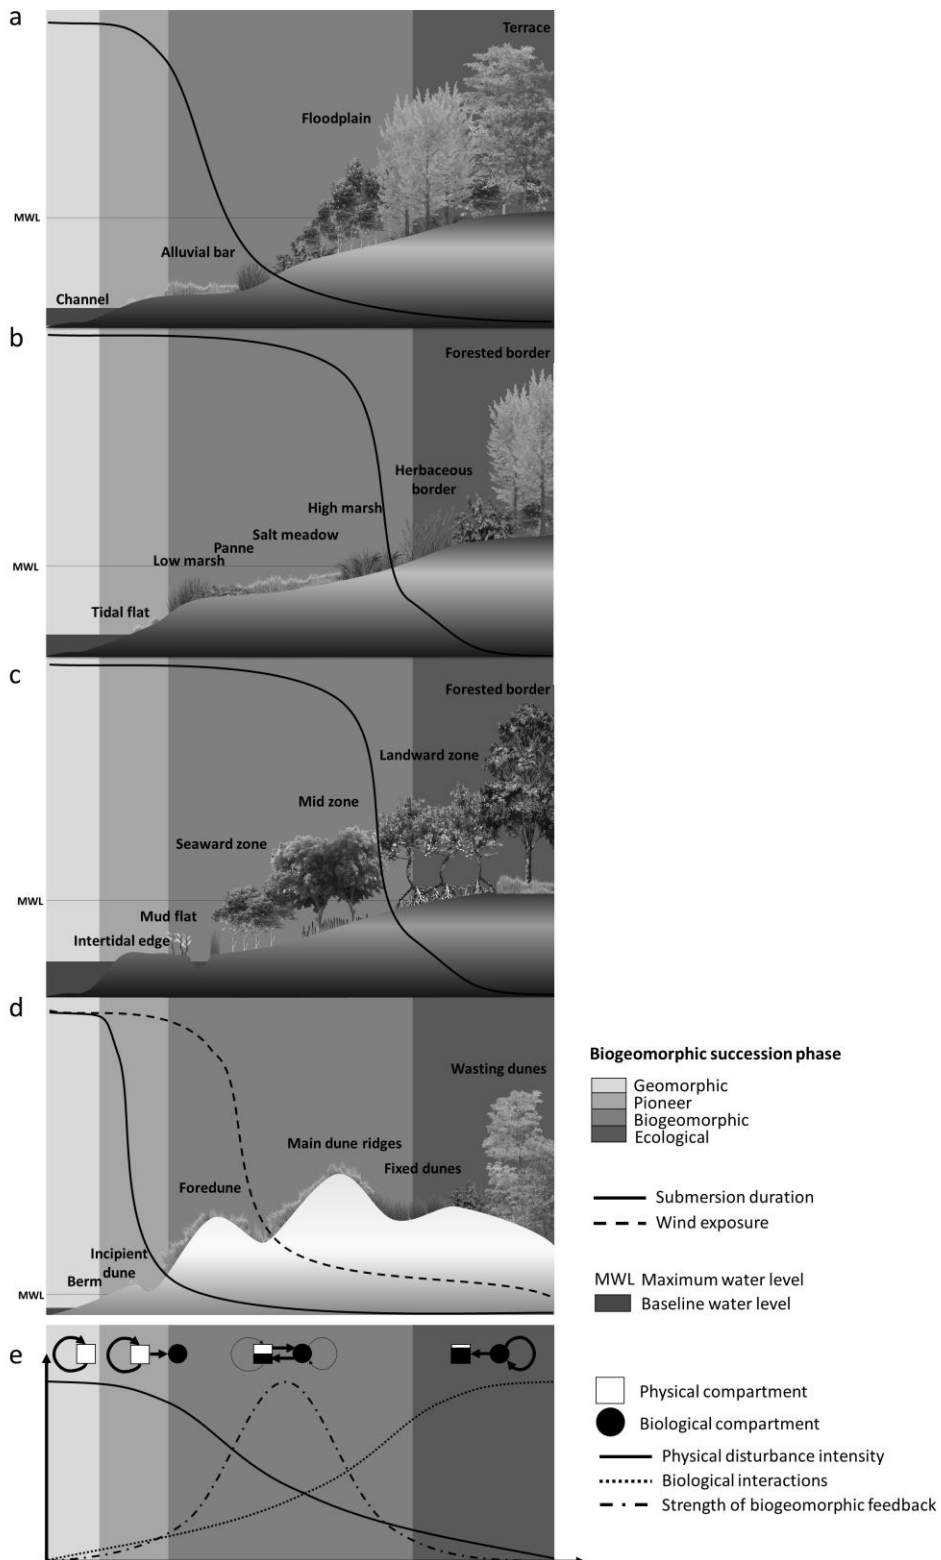 a
Terrace
Floodplain
MWL
Alluvial bar
Channel
b
Forested border
Herbaceous
border
High marsh
Salt meadow
Panne
Low marsh
MWL
Tidal flat
c
Forested border
Landward zone
Mid zone
Seaward zone
MWL
Mud flat
Intertidal edge
d
Wasting dunes
Main dune ridges
Fixed dunes
Foredune
Incipient
dune
Berm
MWL
Biogeomorphic succession phase
Geomorphic
Pioneer
Biogeomorphic
Ecological
Submersion duration
Wind exposure
MWL Maximum water level
Baseline water level
e
Physical compartment
Biological compartment
Physical disturbance intensity
Biological interactions
Strength of biogeomorphic feedback